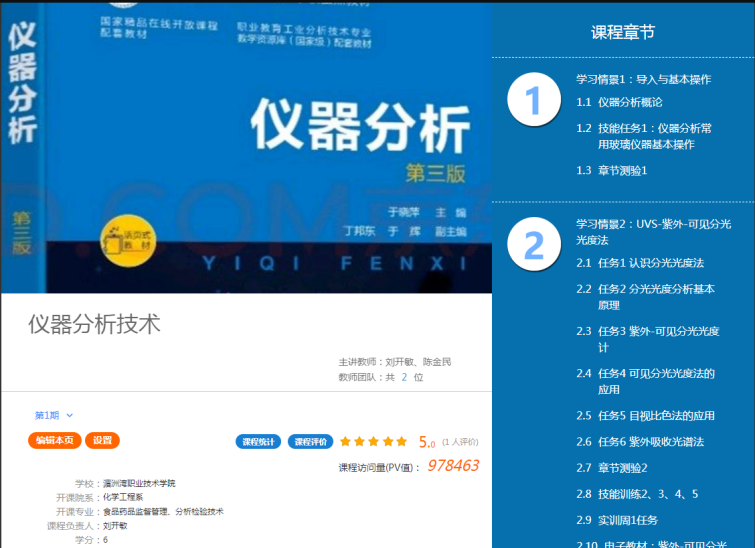 仪器分析
第三版
国家精品在线开放课程
配套教材
职业教育工业分析技术专业
教学资源库（国家级）配套教材
仪器分析
第三版
于晓萍 主 编
丁邦东 于 辉 副主编
活页式
教 材
YIQI FENXI
仪器分析技术
主讲教师：刘开敏、陈金民
教师团队：共 2 位
第1期
编辑本页 设置
课程统计 课程评价 5.0 (1 人评价)
课程访问量(PV值)： 978463
学校：湄洲湾职业技术学院
开课院系：化学工程系
开课专业：食品药品监督管理、分析检验技术
课程负责人：刘开敏
学分：6
课程章节
1
学习情景1：导入与基本操作
1.1 仪器分析概论
1.2 技能任务1：仪器分析常
用玻璃仪器基本操作
1.3 章节测验1
2
学习情景2：UVS-紫外-可见分光
光度法
2.1 任务1 认识分光光度法
2.2 任务2 分光光度分析基本
原理
2.3 任务3 紫外-可见分光光度
计
2.4 任务4 可见分光光度法的
应用
2.5 任务5 目视比色法的应用
2.6 任务6 紫外吸收光谱法
2.7 章节测验2
2.8 技能训练2、3、4、5
2.9 实训周1任务
2.10 电子教材：紫外-可见分光